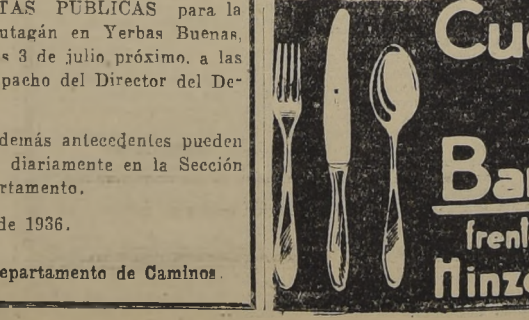 TAS PUBLICAS para la
utagán en Yerbas Buenas,
s 3 de julio próximo, a las
pacho del Director del De-
demás antecedentes pueden
diariamente en la Sección
rtamento.
de 1936.
epartamento de Caminos.
Cu
Ba
frent
Hinz